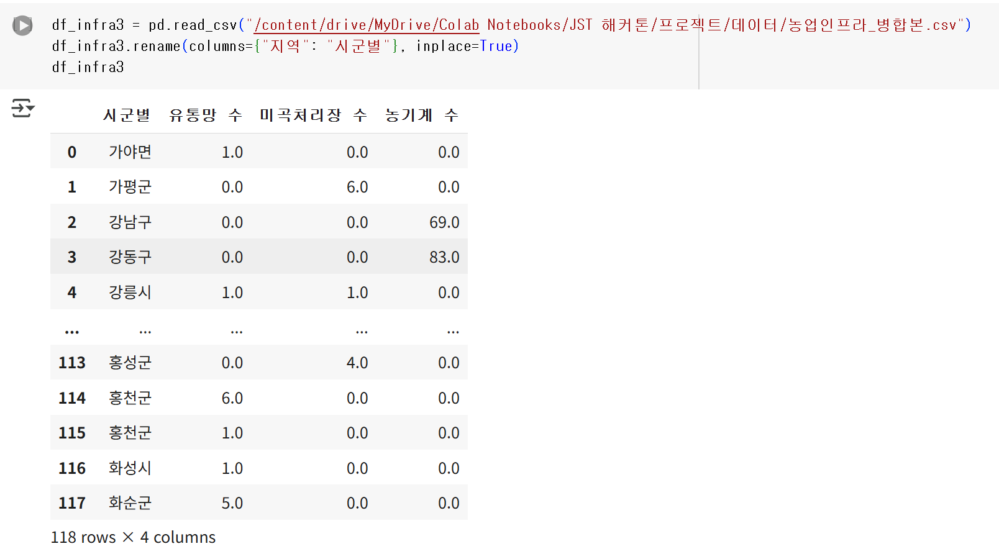 df_infra3 = pd.read_csv("/content/drive/MyDrive/Colab Notebooks/JST 해커톤/프로젝트/데이터/농업인프라_병합본.csv")
df_infra3.rename(columns={"지역": "시군별"}, inplace=True)
df_infra3
시군별 유통망 수 미곡처리장 수 농기계 수
0 가야면 1.0 0.0 0.0
1 가평군 0.0 6.0 0.0
2 강남구 0.0 0.0 69.0
3 강동구 0.0 0.0 83.0
4 강릉시 1.0 1.0 0.0
... ... ... ... ...
113 홍성군 0.0 4.0 0.0
114 홍천군 6.0 0.0 0.0
115 홍천군 1.0 0.0 0.0
116 화성시 1.0 0.0 0.0
117 화순군 5.0 0.0 0.0
118 rows × 4 columns